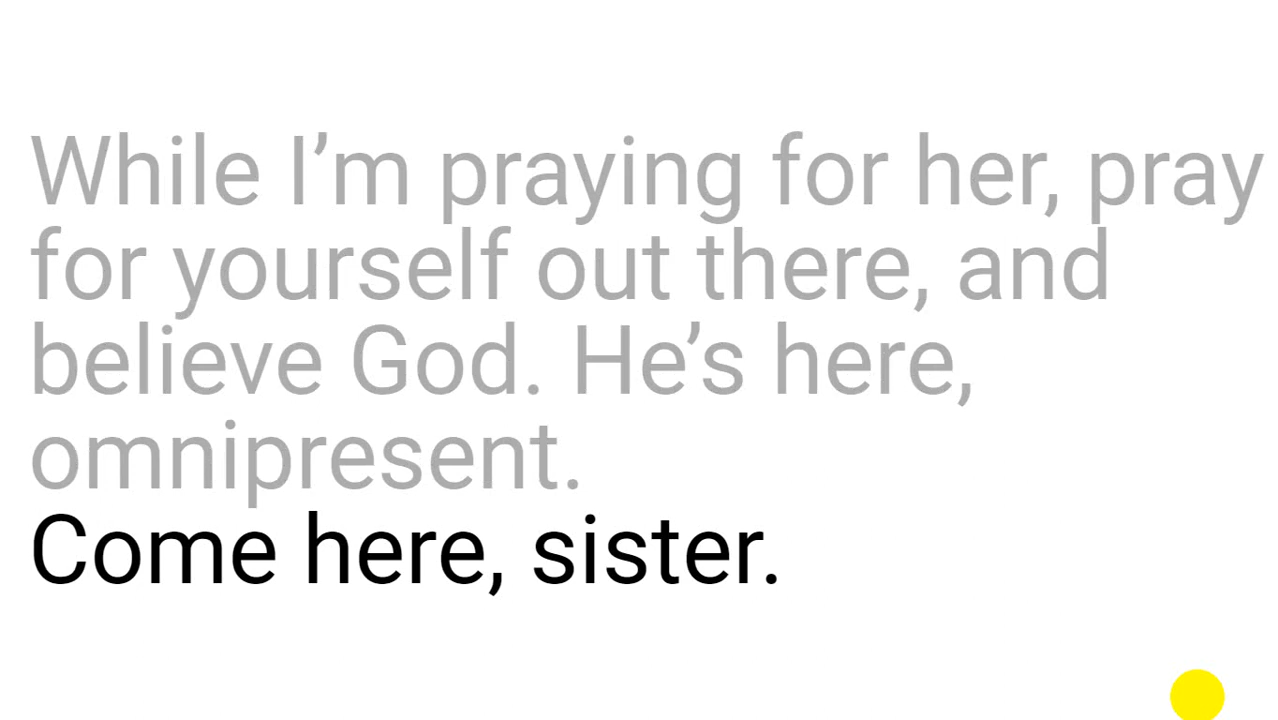 While I’m praying for her, pray
for yourself out there, and
believe God. He’s here,
omnipresent.
Come here, sister.